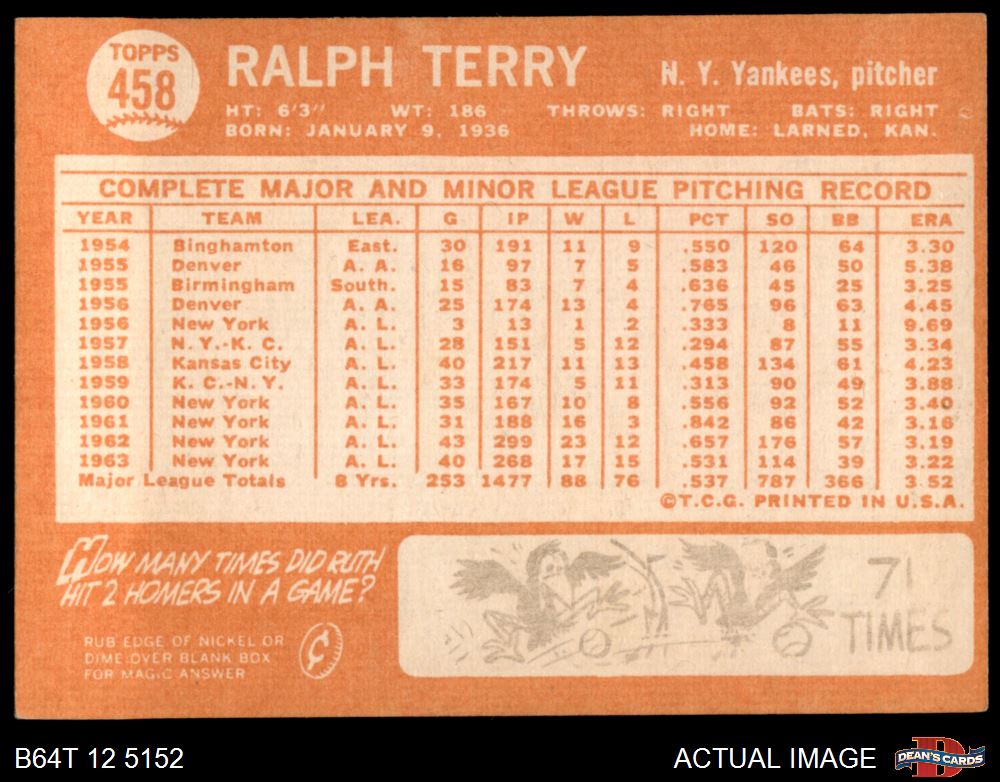 TOPPS
458
RALPH TERRY
N. Y. Yankees, pitcher
HT: 6'3" WT: 186 THROWS: RIGHT BATS: RIGHT
BORN: JANUARY 9, 1936 HOME: LARNED, KAN.
COMPLETE MAJOR AND MINOR LEAGUE PITCHING RECORD
YEAR TEAM LEA. G IP W L PCT SO BB ERA
1954 Binghamton East. 30 191 11 9 .550 120 64 3.30
1955 Denver A. A. 16 97 7 5 .583 46 50 5.38
1955 Birmingham South. 15 83 7 4 .636 45 25 3.25
1956 Denver A. A. 25 174 13 4 .765 96 63 4.45
1956 New York A. L. 3 13 1 2 .333 8 11 9.69
1957 N.Y.-K. C. A. L. 28 151 5 12 .294 87 55 3.34
1958 Kansas City A. L. 40 217 11 13 .458 134 61 4.23
1959 K. C.-N. Y. A. L. 33 174 5 11 .313 90 49 3.88
1960 New York A. L. 35 167 10 8 .556 92 52 3.40
1961 New York A. L. 31 188 16 3 .842 86 42 3.16
1962 New York A. L. 43 299 23 12 .657 176 57 3.19
1963 New York A. L. 40 268 17 15 .531 114 39 3.22
Major League Totals 8 Yrs. 253 1477 88 76 .537 787 366 3.52
©T.C.G. PRINTED IN U.S.A.
HOW MANY TIMES DID RUTH
HIT 2 HOMERS IN A GAME?
RUB EDGE OF NICKEL OR
DIME OVER BLANK BOX
FOR MAGIC ANSWER
¢
71
TIMES
B64T 12 5152
ACTUAL IMAGE
D
DEAN'S CARDS